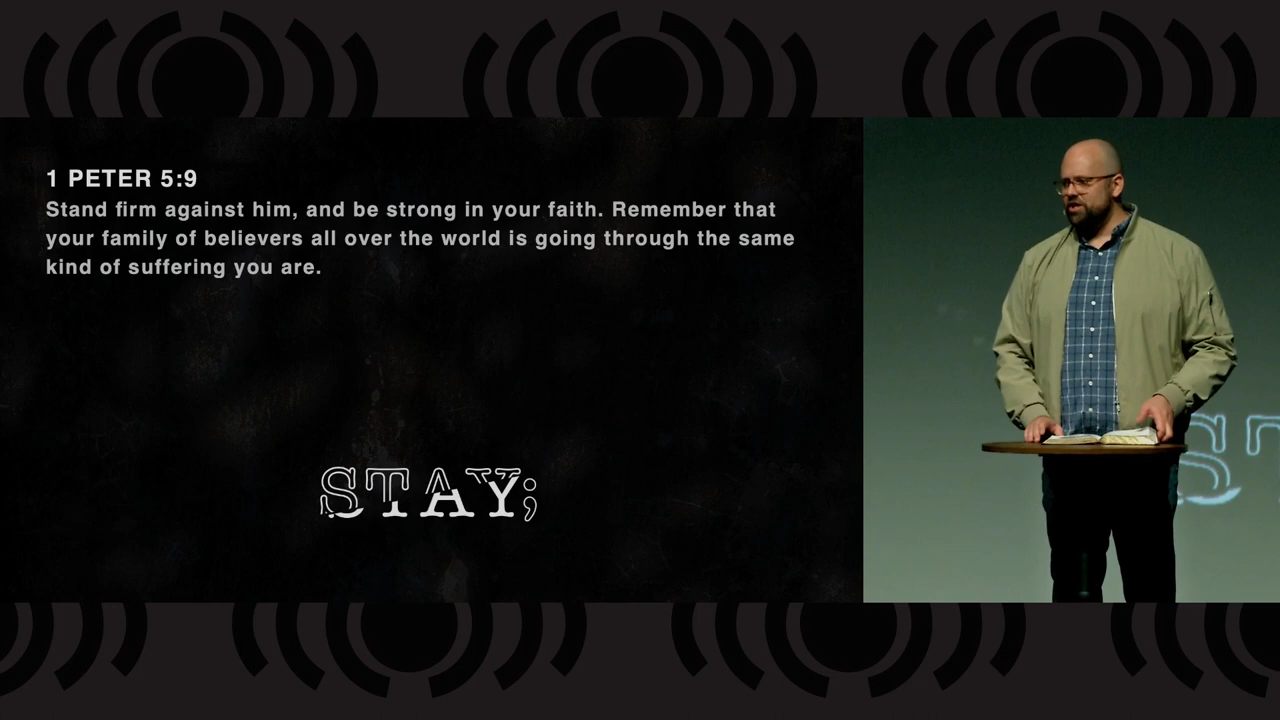 1 PETER 5:9
Stand firm against him, and be strong in your faith. Remember that
your family of believers all over the world is going through the same
kind of suffering you are.
STAY;
ST